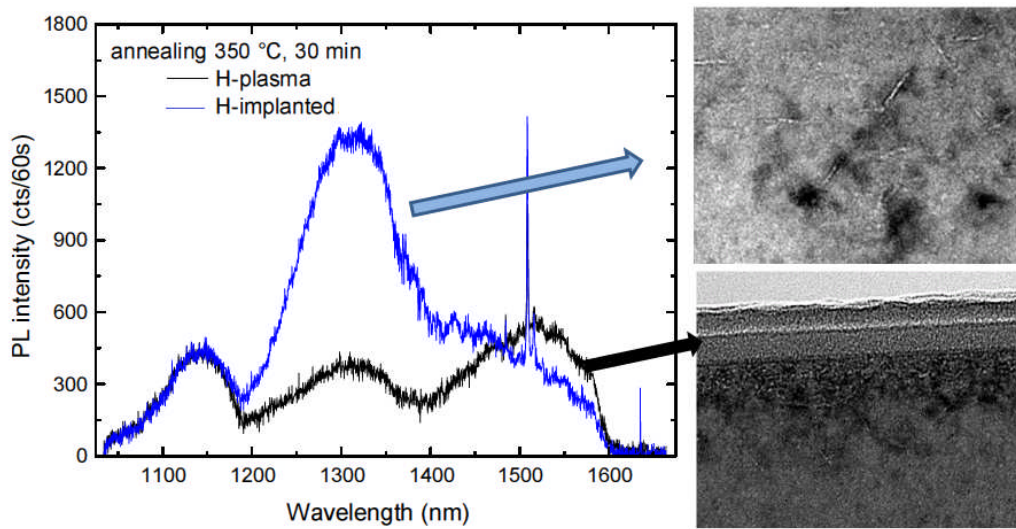 annealing 350 °C, 30 min
H-plasma
H-implanted
PL intensity (cts/60s)
1800
1500
1200
900
600
300
0
1100 1200 1300 1400 1500 1600
Wavelength (nm)